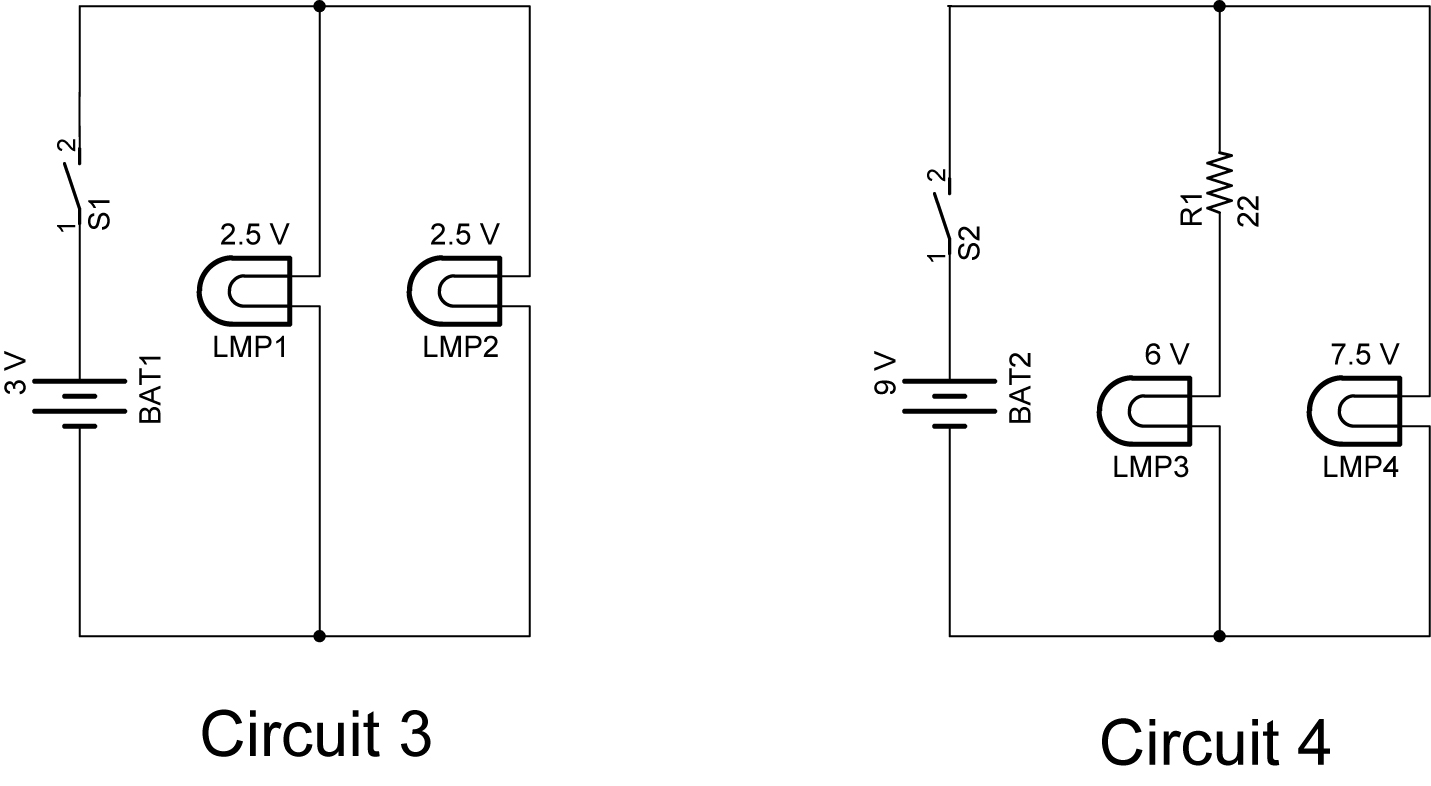 2
1
S1
3 V
BAT1
2.5 V
LMP1
2.5 V
LMP2
Circuit 3
2
1
S2
9 V
BAT2
R1
22
6 V
LMP3
7.5 V
LMP4
Circuit 4